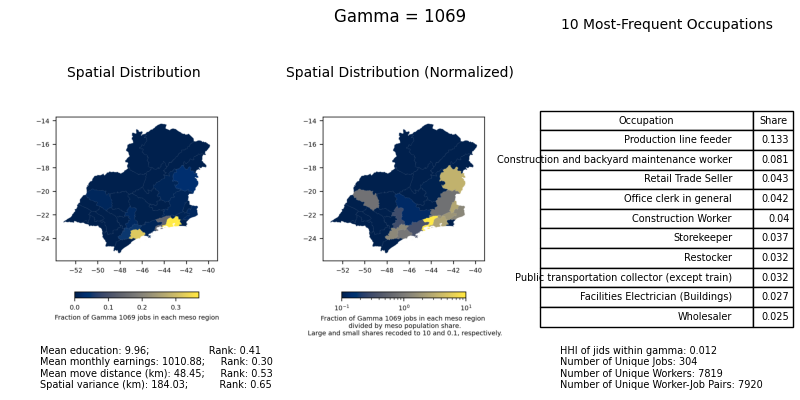 Gamma = 1069
10 Most-Frequent Occupations
Spatial Distribution
Spatial Distribution (Normalized)
−14
−16
−18
−20
−22
−24
−52 −50 −48 −46 −44 −42 −40
0.0 0.1 0.2 0.3
Fraction of Gamma 1069 jobs in each meso region
−14
−16
−18
−20
−22
−24
−52 −50 −48 −46 −44 −42 −40
10⁻¹ 10⁰ 10¹
Fraction of Gamma 1069 jobs in each meso region
divided by meso population share.
Large and small shares recoded to 10 and 0.1, respectively.
Occupation Share
Production line feeder 0.133
Construction and backyard maintenance worker 0.081
Retail Trade Seller 0.043
Office clerk in general 0.042
Construction Worker 0.04
Storekeeper 0.037
Restocker 0.032
Public transportation collector (except train) 0.032
Facilities Electrician (Buildings) 0.027
Wholesaler 0.025
Mean education: 9.96; Rank: 0.41
Mean monthly earnings: 1010.88; Rank: 0.30
Mean move distance (km): 48.45; Rank: 0.53
Spatial variance (km): 184.03; Rank: 0.65
HHI of jids within gamma: 0.012
Number of Unique Jobs: 304
Number of Unique Workers: 7819
Number of Unique Worker-Job Pairs: 7920